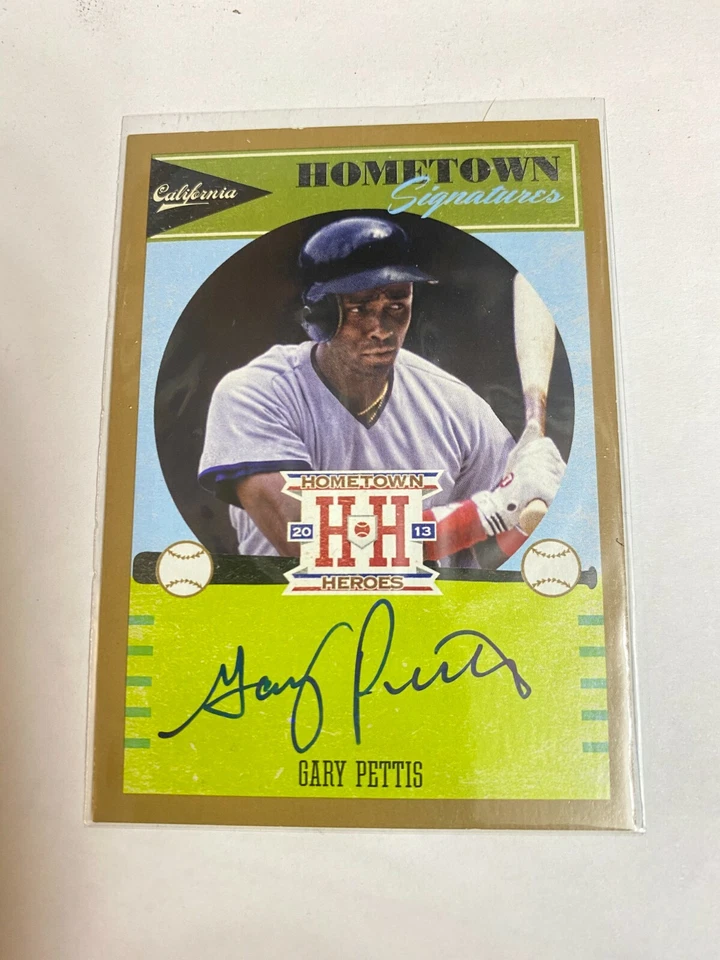 California
HOMETOWN
Signatures
HOMETOWN
20 HH 13
HEROES
Gary Pettis
GARY PETTIS